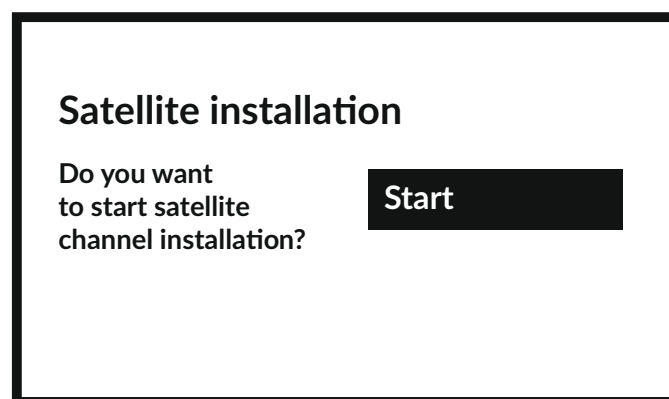 Satellite installation
Do you want
to start satellite
channel installation?
Start